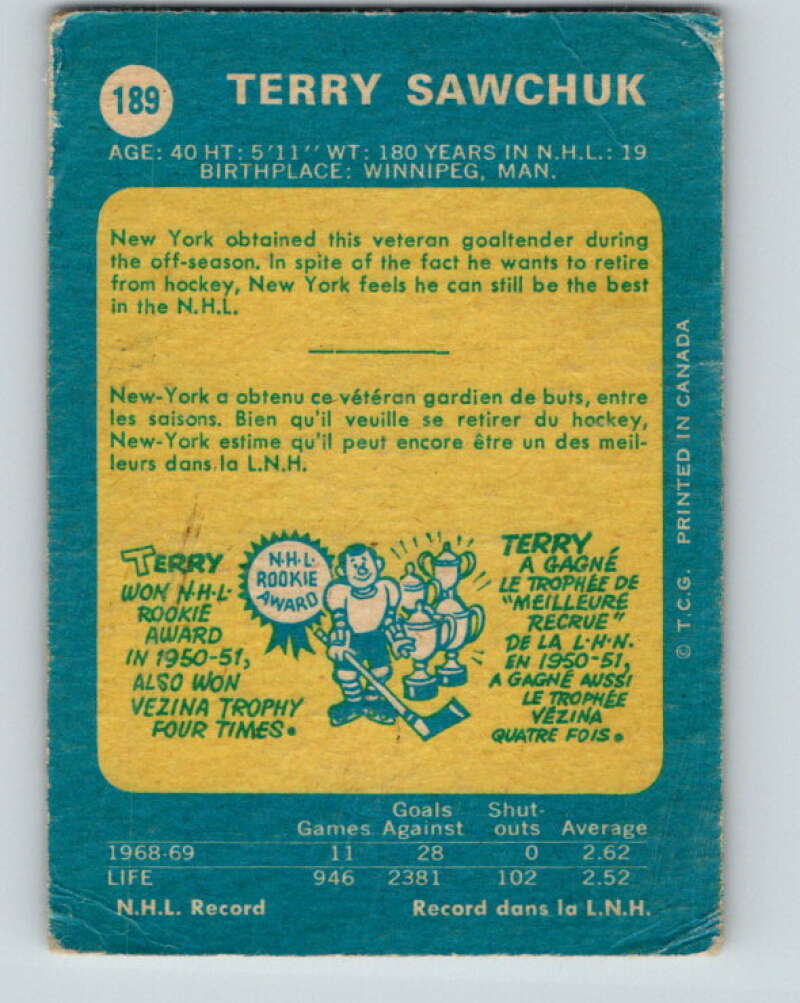 189
TERRY SAWCHUK
AGE: 40 HT: 5'11'' WT: 180 YEARS IN N.H.L.: 19
BIRTHPLACE: WINNIPEG, MAN.
New York obtained this veteran goaltender during
the off-season. In spite of the fact he wants to retire
from hockey, New York feels he can still be the best
in the N.H.L.
New-York a obtenu ce vétéran gardien de buts, entre
les saisons. Bien qu'il veuille se retirer du hockey,
New-York estime qu'il peut encore être un des meil-
leurs dans la L.N.H.
TERRY
WON N·H·L·
ROOKIE
AWARD
IN 1950-51,
ALSO WON
VEZINA TROPHY
FOUR TIMES.
N·H·L·
ROOKIE
AWARD
TERRY
A GAGNÉ
LE TROPHÉE DE
"MEILLEURE
RECRUE"
DE LA L·H·N.
EN 1950-51,
A GAGNÉ AUSSI
LE TROPHÉE
VÉZINA
QUATRE FOIS.
© T.C.G. PRINTED IN CANADA
Goals Shut-
Games Against outs Average
1968-69 11 28 0 2.62
LIFE 946 2381 102 2.52
N.H.L. Record Record dans la L.N.H.